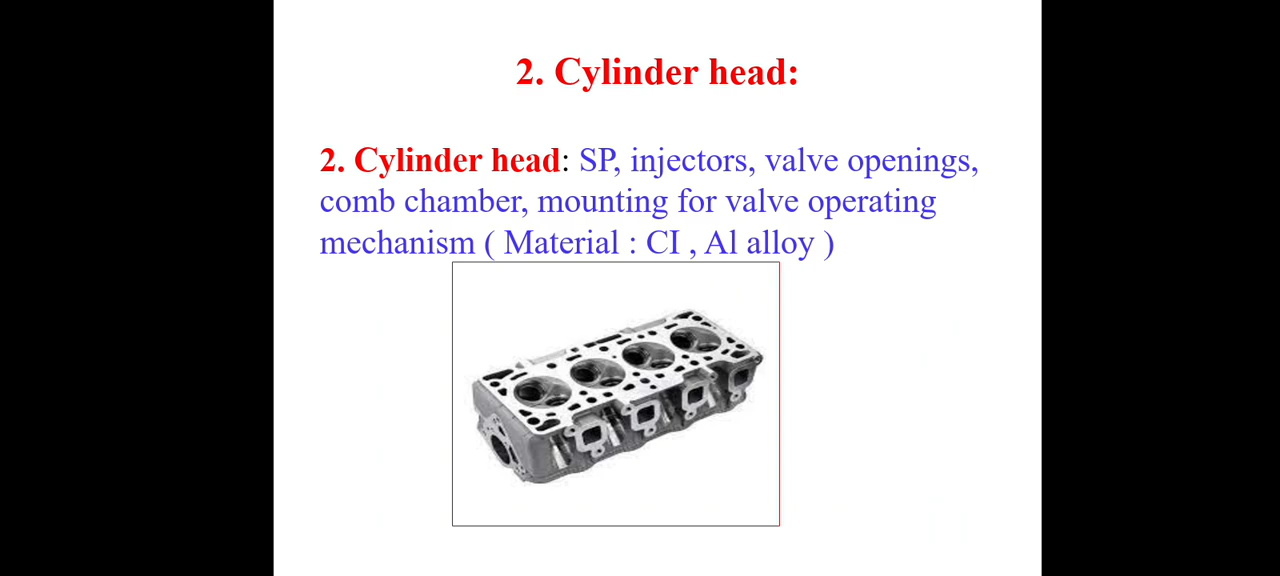 2. Cylinder head:
2. Cylinder head: SP, injectors, valve openings,
comb chamber, mounting for valve operating
mechanism ( Material : CI , Al alloy )